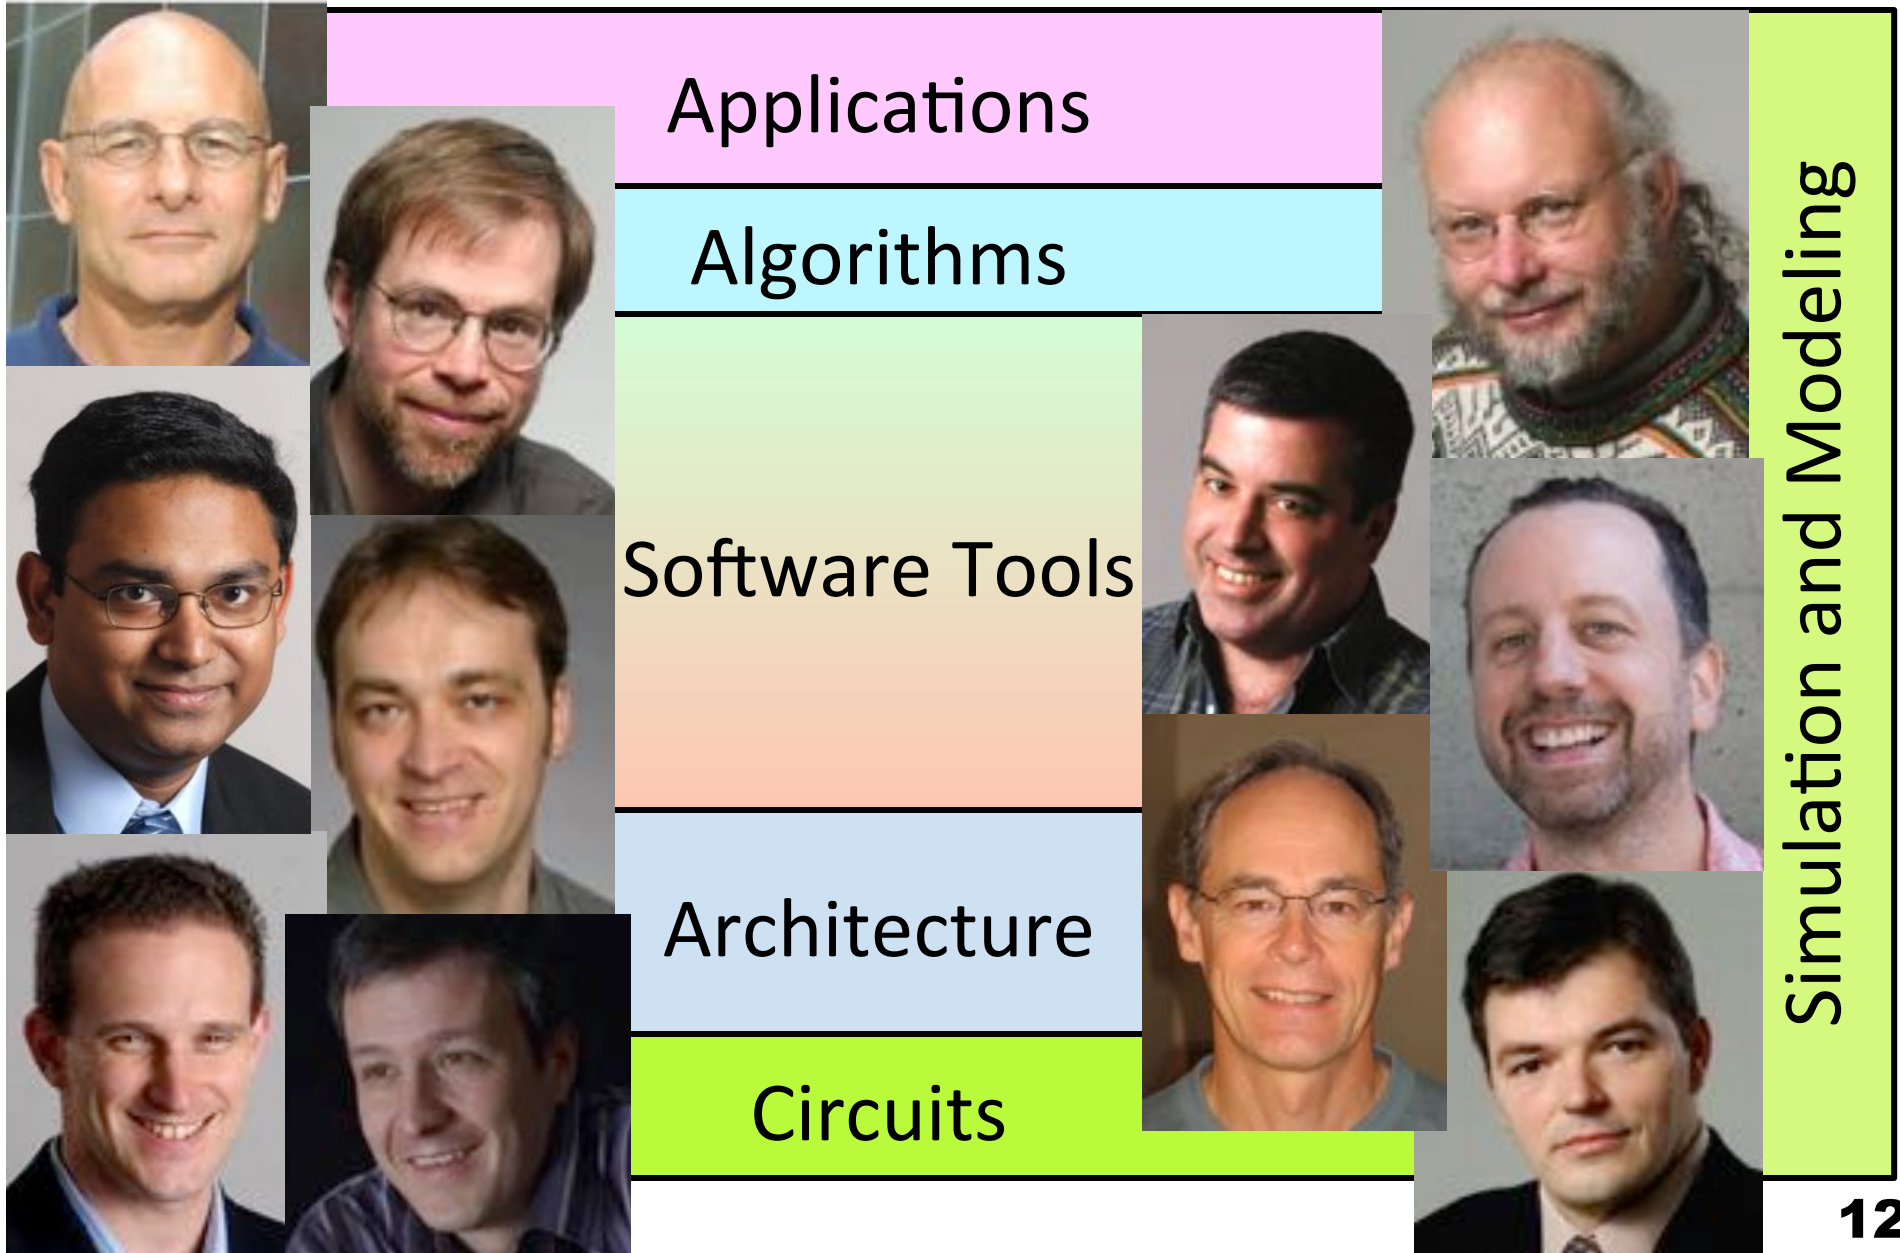 Applications
Algorithms
Software Tools
Architecture
Circuits
Simulation and Modeling
12